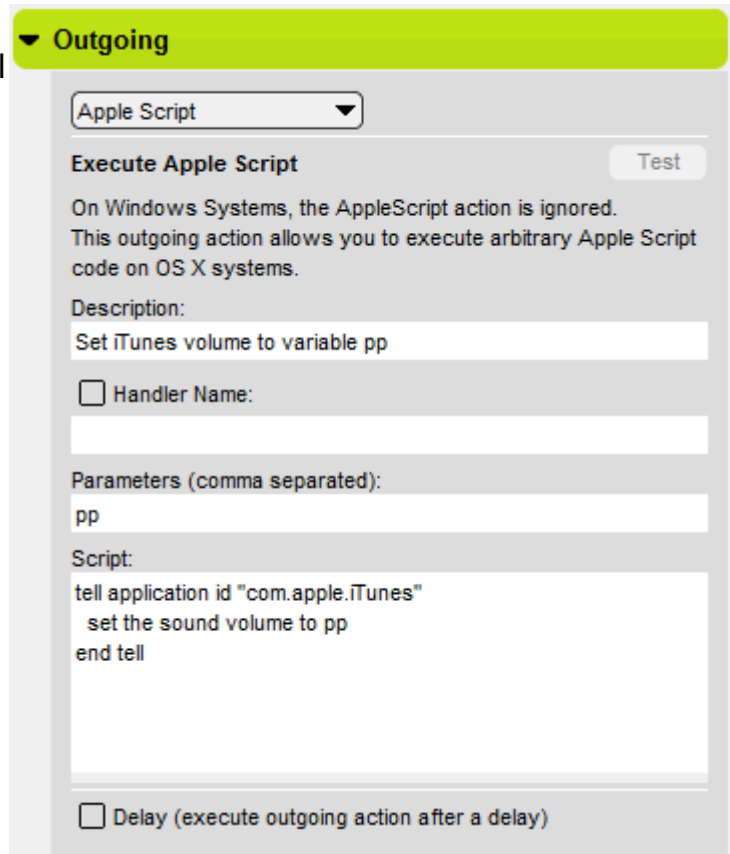 Outgoing
Apple Script
Execute Apple Script
Test
On Windows Systems, the AppleScript action is ignored.
This outgoing action allows you to execute arbitrary Apple Script
code on OS X systems.
Description:
Set iTunes volume to variable pp
Handler Name:
Parameters (comma separated):
pp
Script:
tell application id "com.apple.iTunes"
  set the sound volume to pp
end tell
Delay (execute outgoing action after a delay)